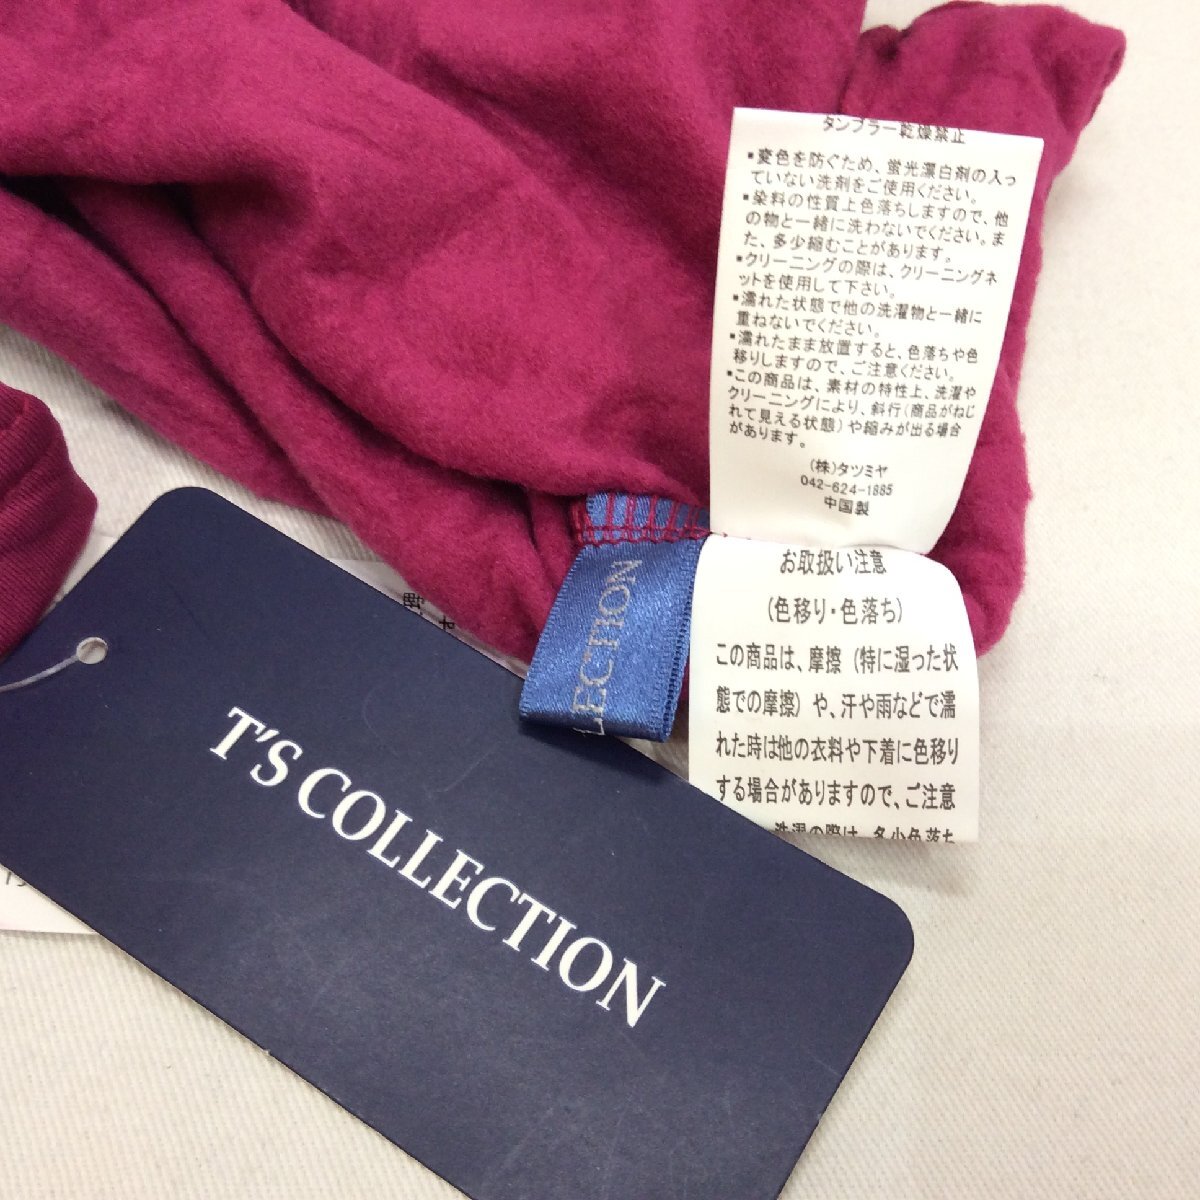 タンブラー乾燥禁止
▪変色を防ぐため、蛍光漂白剤の入っ
ていない洗剤をご使用ください。
▪染料の性質上色落ちしますので、他
の物と一緒に洗わないでください。ま
た、多少縮むことがあります。
▪クリーニングの際は、クリーニングネ
ットを使用して下さい。
▪濡れた状態で他の洗濯物と一緒に
重ねないでください。
▪濡れたまま放置すると、色落ちや色
移りしますので、ご注意ください。
▪この商品は、素材の特性上、洗濯や
クリーニングにより、斜行(商品がねじ
れて見える状態)や縮みが出る場合
があります。
(株)タツミヤ
042-624-1885
中国製
お取扱い注意
(色移り・色落ち)
この商品は、摩擦(特に湿った状
態での摩擦)や、汗や雨などで濡
れた時は他の衣料や下着に色移り
する場合がありますので、ご注意
洗濯の際は、多少色落ち
LECTION
T'S COLLECTION